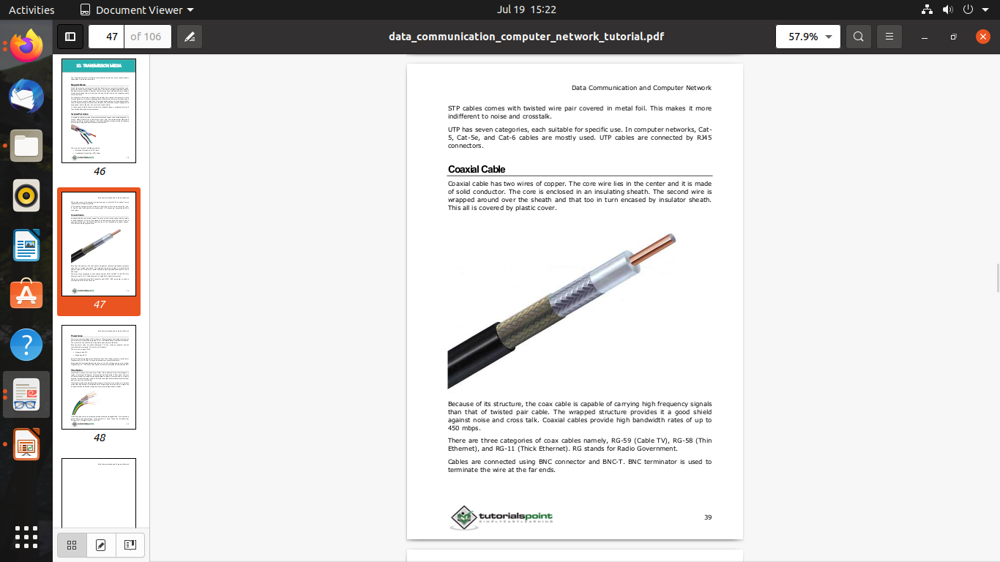 Activities
Document Viewer
Jul 19 15:22
47
of 106
data_communication_computer_network_tutorial.pdf
57.9%
10. TRANSMISSION MEDIA
46
47
48
Data Communication and Computer Network
STP cables comes with twisted wire pair covered in metal foil. This makes it more
indifferent to noise and crosstalk.
UTP has seven categories, each suitable for specific use. In computer networks, Cat-
5, Cat-5e, and Cat-6 cables are mostly used. UTP cables are connected by RJ45
connectors.
Coaxial Cable
Coaxial cable has two wires of copper. The core wire lies in the center and it is made
of solid conductor. The core is enclosed in an insulating sheath. The second wire is
wrapped around over the sheath and that too in turn encased by insulator sheath.
This all is covered by plastic cover.
Because of its structure, the coax cable is capable of carrying high frequency signals
than that of twisted pair cable. The wrapped structure provides it a good shield
against noise and cross talk. Coaxial cables provide high bandwidth rates of up to
450 mbps.
There are three categories of coax cables namely, RG-59 (Cable TV), RG-58 (Thin
Ethernet), and RG-11 (Thick Ethernet). RG stands for Radio Government.
Cables are connected using BNC connector and BNC-T. BNC terminator is used to
terminate the wire at the far ends.
tutorialspoint
SIMPLYEASYLEARNING
39